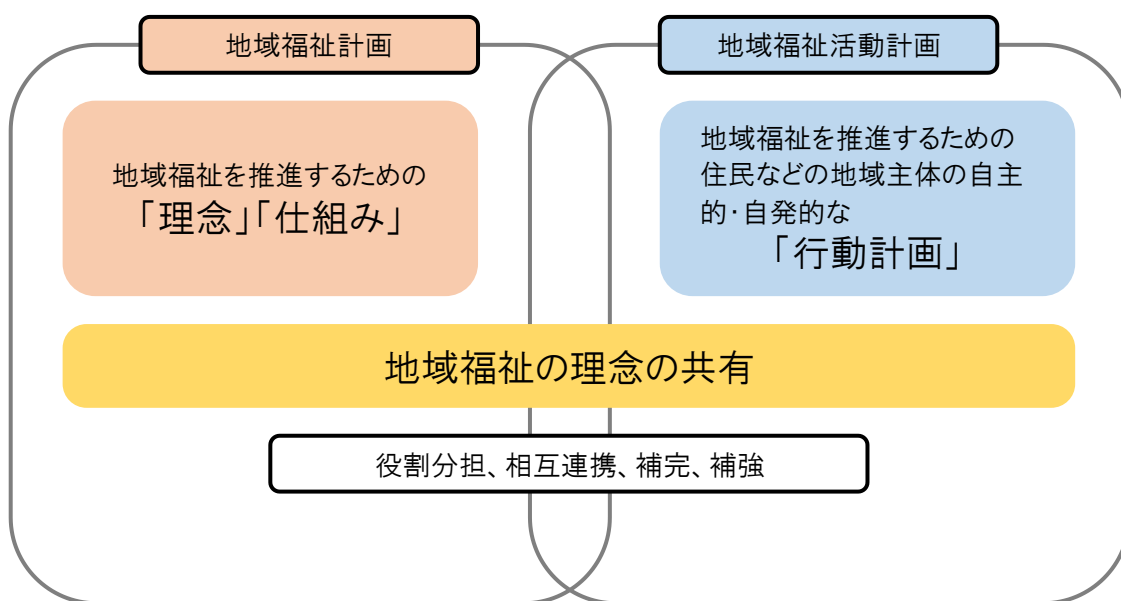 地域福祉計画
地域福祉活動計画
地域福祉を推進するための
「理念」「仕組み」
地域福祉を推進するための
住民などの地域主体の自主
的・自発的な
「行動計画」
地域福祉の理念の共有
役割分担、相互連携、補完、補強